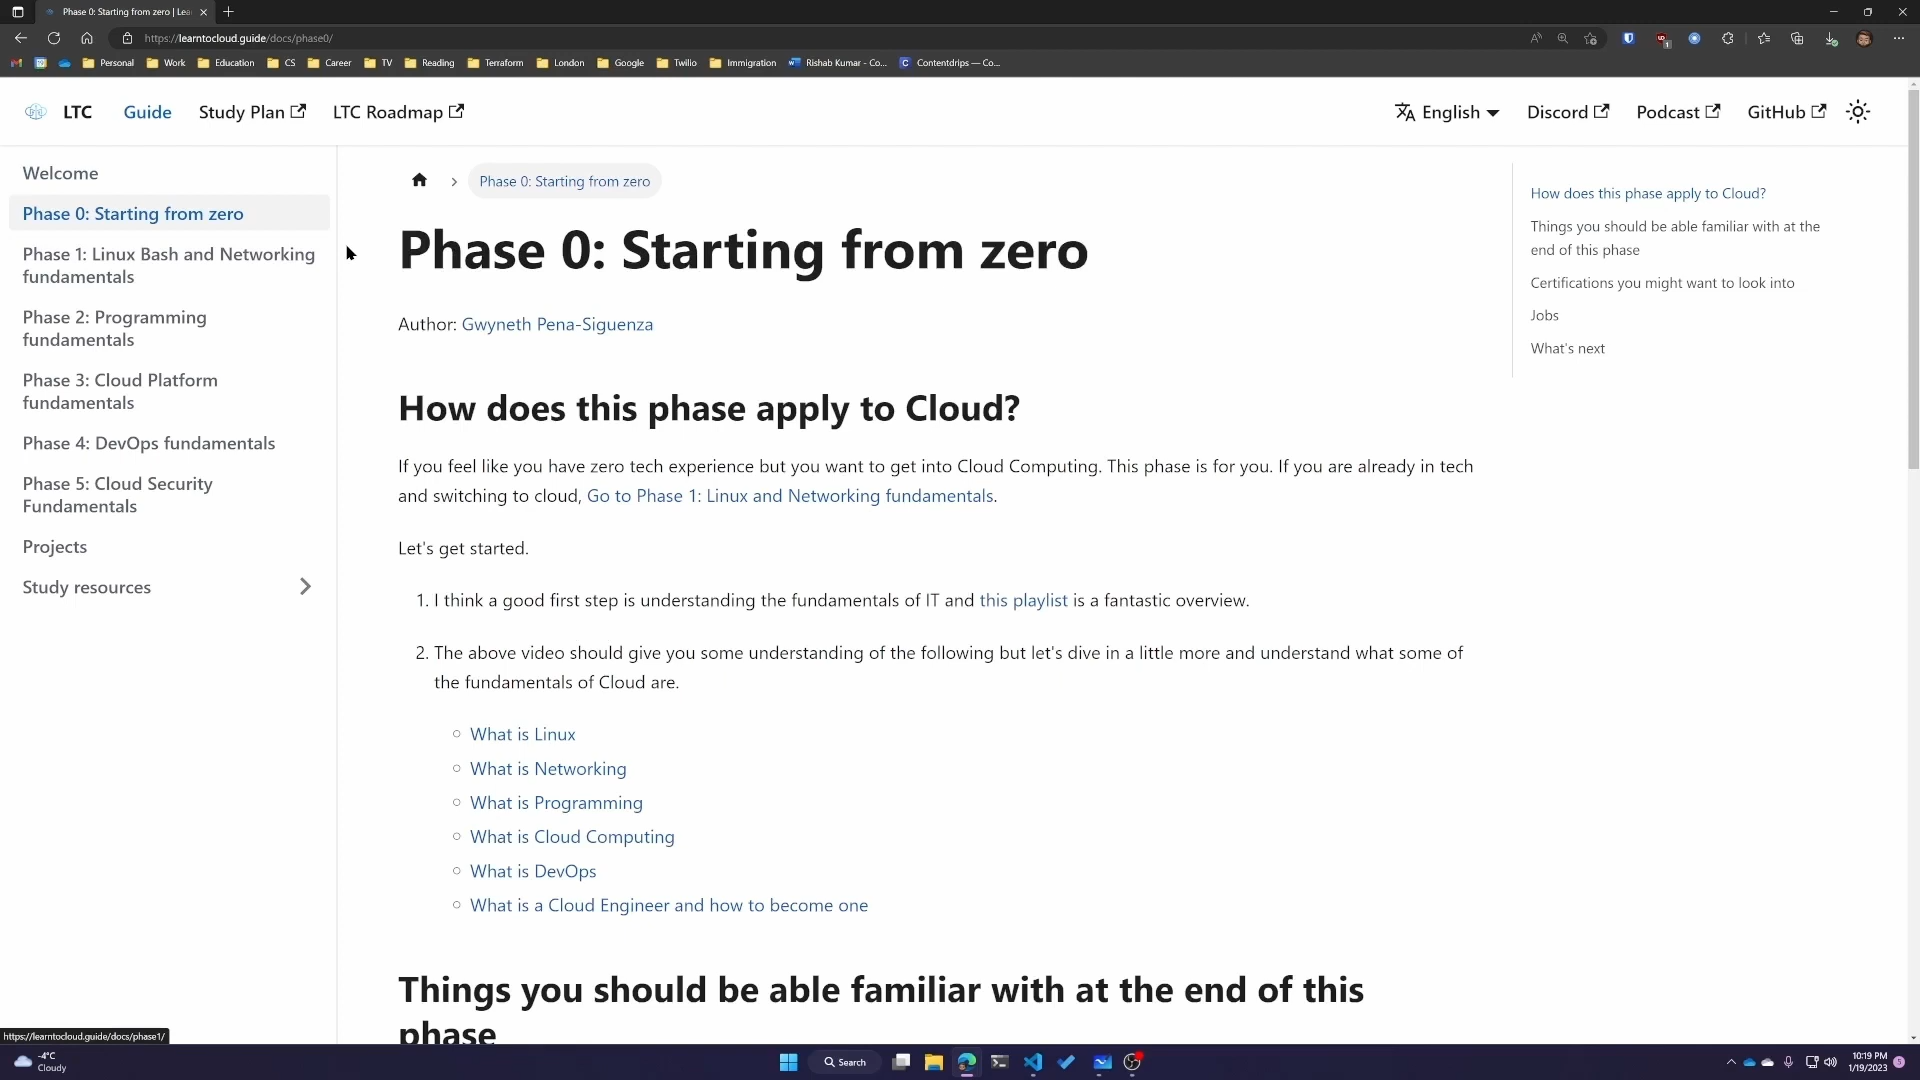 Phase 0: Starting from zero | Lea
https://learntocloud.guide/docs/phase0/
Personal Work Education CS Career TV Reading Terraform London Google Twilio Immigration Rishab Kumar - Co... Contentdrips — Co...
LTC Guide Study Plan LTC Roadmap English Discord Podcast GitHub
Welcome
Phase 0: Starting from zero
Phase 1: Linux Bash and Networking
fundamentals
Phase 2: Programming
fundamentals
Phase 3: Cloud Platform
fundamentals
Phase 4: DevOps fundamentals
Phase 5: Cloud Security
Fundamentals
Projects
Study resources
Phase 0: Starting from zero
Phase 0: Starting from zero
Author: Gwyneth Pena-Siguenza
How does this phase apply to Cloud?
If you feel like you have zero tech experience but you want to get into Cloud Computing. This phase is for you. If you are already in tech
and switching to cloud, Go to Phase 1: Linux and Networking fundamentals.
Let's get started.
1. I think a good first step is understanding the fundamentals of IT and this playlist is a fantastic overview.
2. The above video should give you some understanding of the following but let's dive in a little more and understand what some of
the fundamentals of Cloud are.
What is Linux
What is Networking
What is Programming
What is Cloud Computing
What is DevOps
What is a Cloud Engineer and how to become one
Things you should be able familiar with at the end of this
phase
How does this phase apply to Cloud?
Things you should be able familiar with at the
end of this phase
Certifications you might want to look into
Jobs
What's next
https://learntocloud.guide/docs/phase1/
-4°C
Cloudy
Search
10:19 PM
1/19/2023